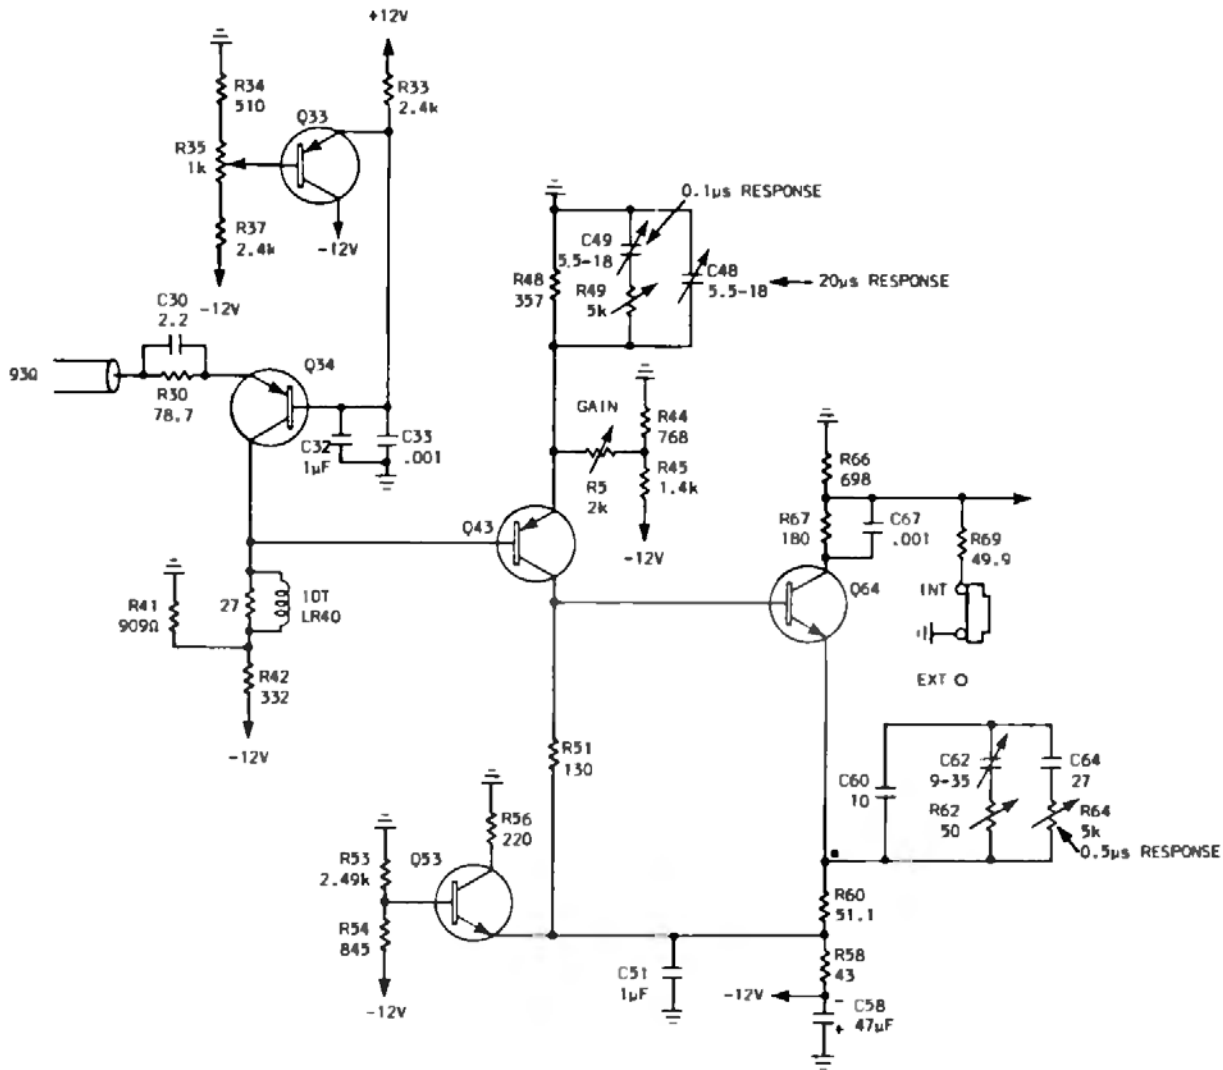 +12V
R34
510
R33
2.4k
Q33
R35
1k
R37
2.4k
-12V
-12V
C30
2.2
93Ω
R30
78.7
Q34
C32
1µF
C33
.001
0.1µs RESPONSE
C49
5.5-18
C48
5.5-18
20µs RESPONSE
R48
357
R49
5k
GAIN
R44
768
R5
2k
R45
1.4k
-12V
Q43
R66
698
R67
180
C67
.001
R69
49.9
Q64
INT
EXT
R41
909Ω
27
10T
LR40
R42
332
-12V
R51
130
R56
220
R53
2.49k
Q53
R54
845
-12V
C60
10
C62
9-35
C64
27
R62
50
R64
5k
0.5µs RESPONSE
R60
51.1
R58
43
C51
1µF
-12V
-
C58
47µF
+